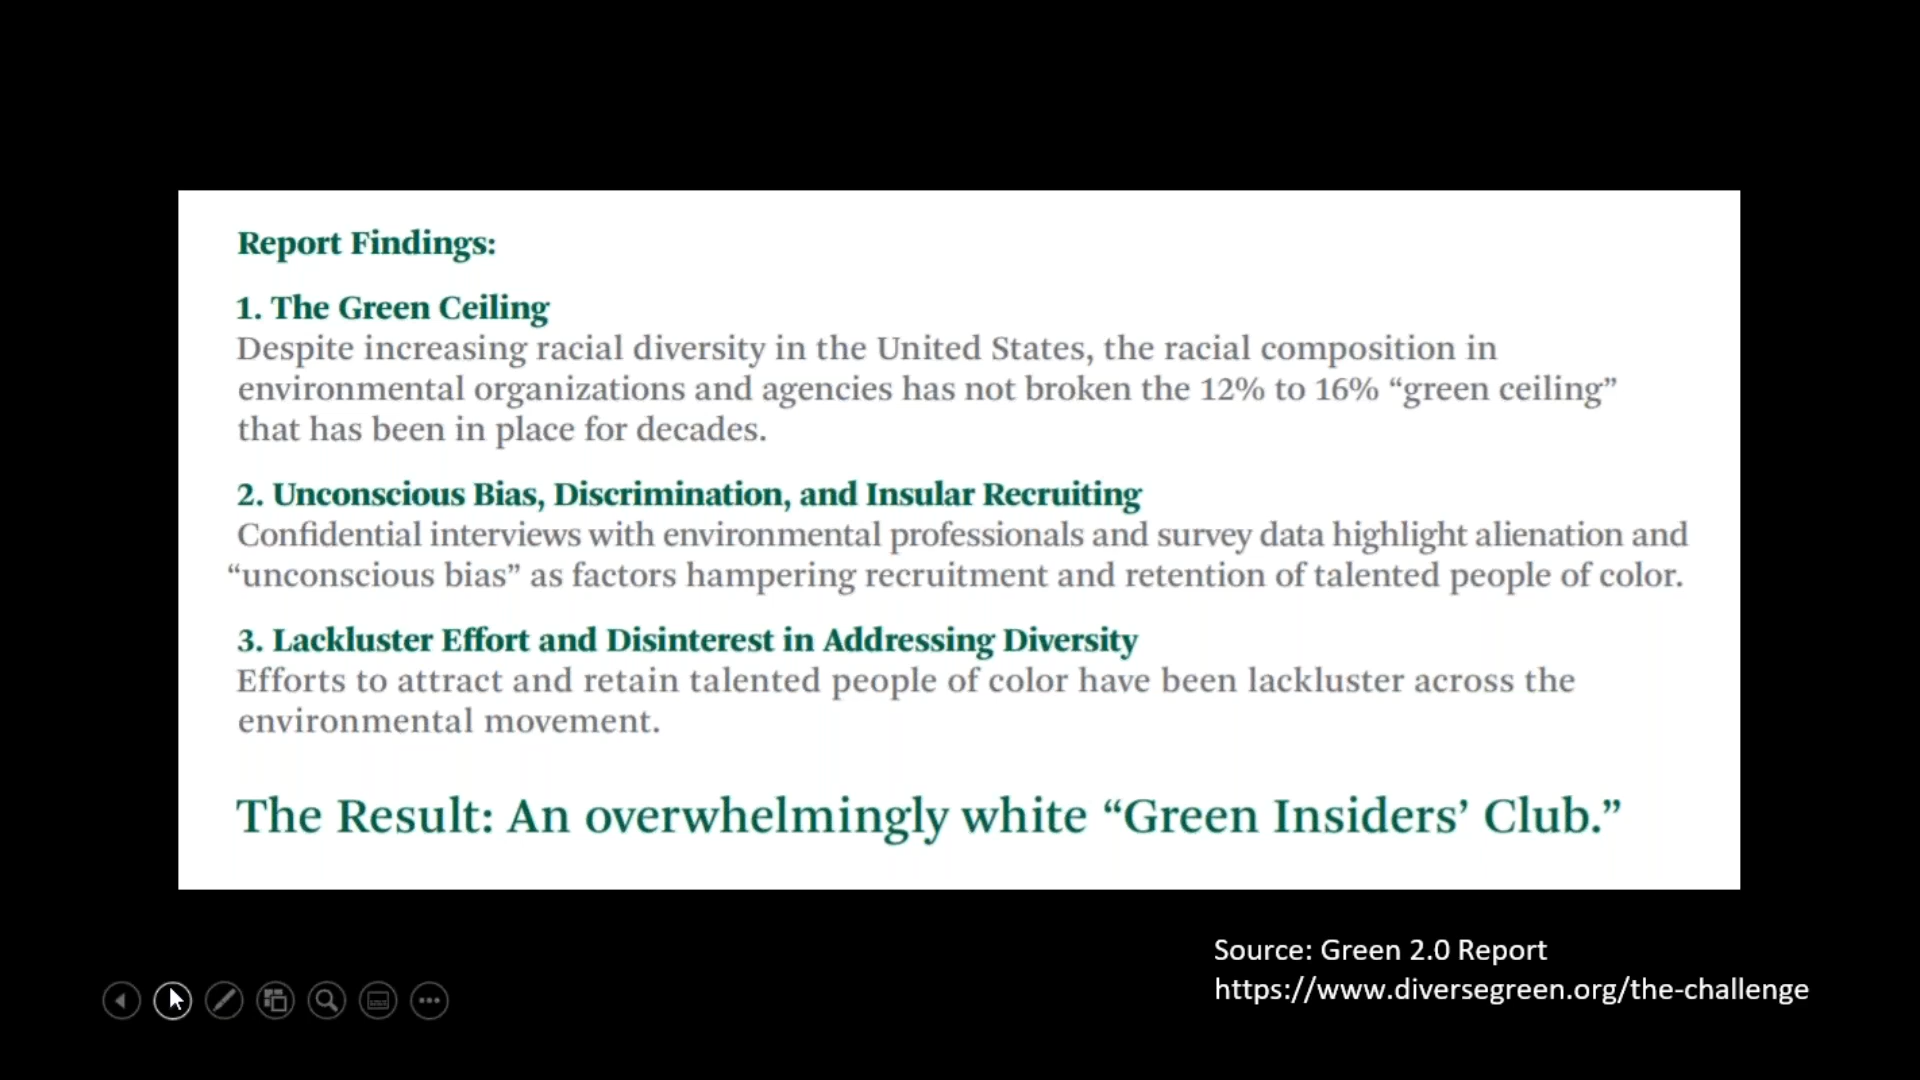 Report Findings:
1. The Green Ceiling
Despite increasing racial diversity in the United States, the racial composition in
environmental organizations and agencies has not broken the 12% to 16% “green ceiling”
that has been in place for decades.
2. Unconscious Bias, Discrimination, and Insular Recruiting
Confidential interviews with environmental professionals and survey data highlight alienation and
“unconscious bias” as factors hampering recruitment and retention of talented people of color.
3. Lackluster Effort and Disinterest in Addressing Diversity
Efforts to attract and retain talented people of color have been lackluster across the
environmental movement.
The Result: An overwhelmingly white “Green Insiders’ Club.”
Source: Green 2.0 Report
https://www.diversegreen.org/the-challenge